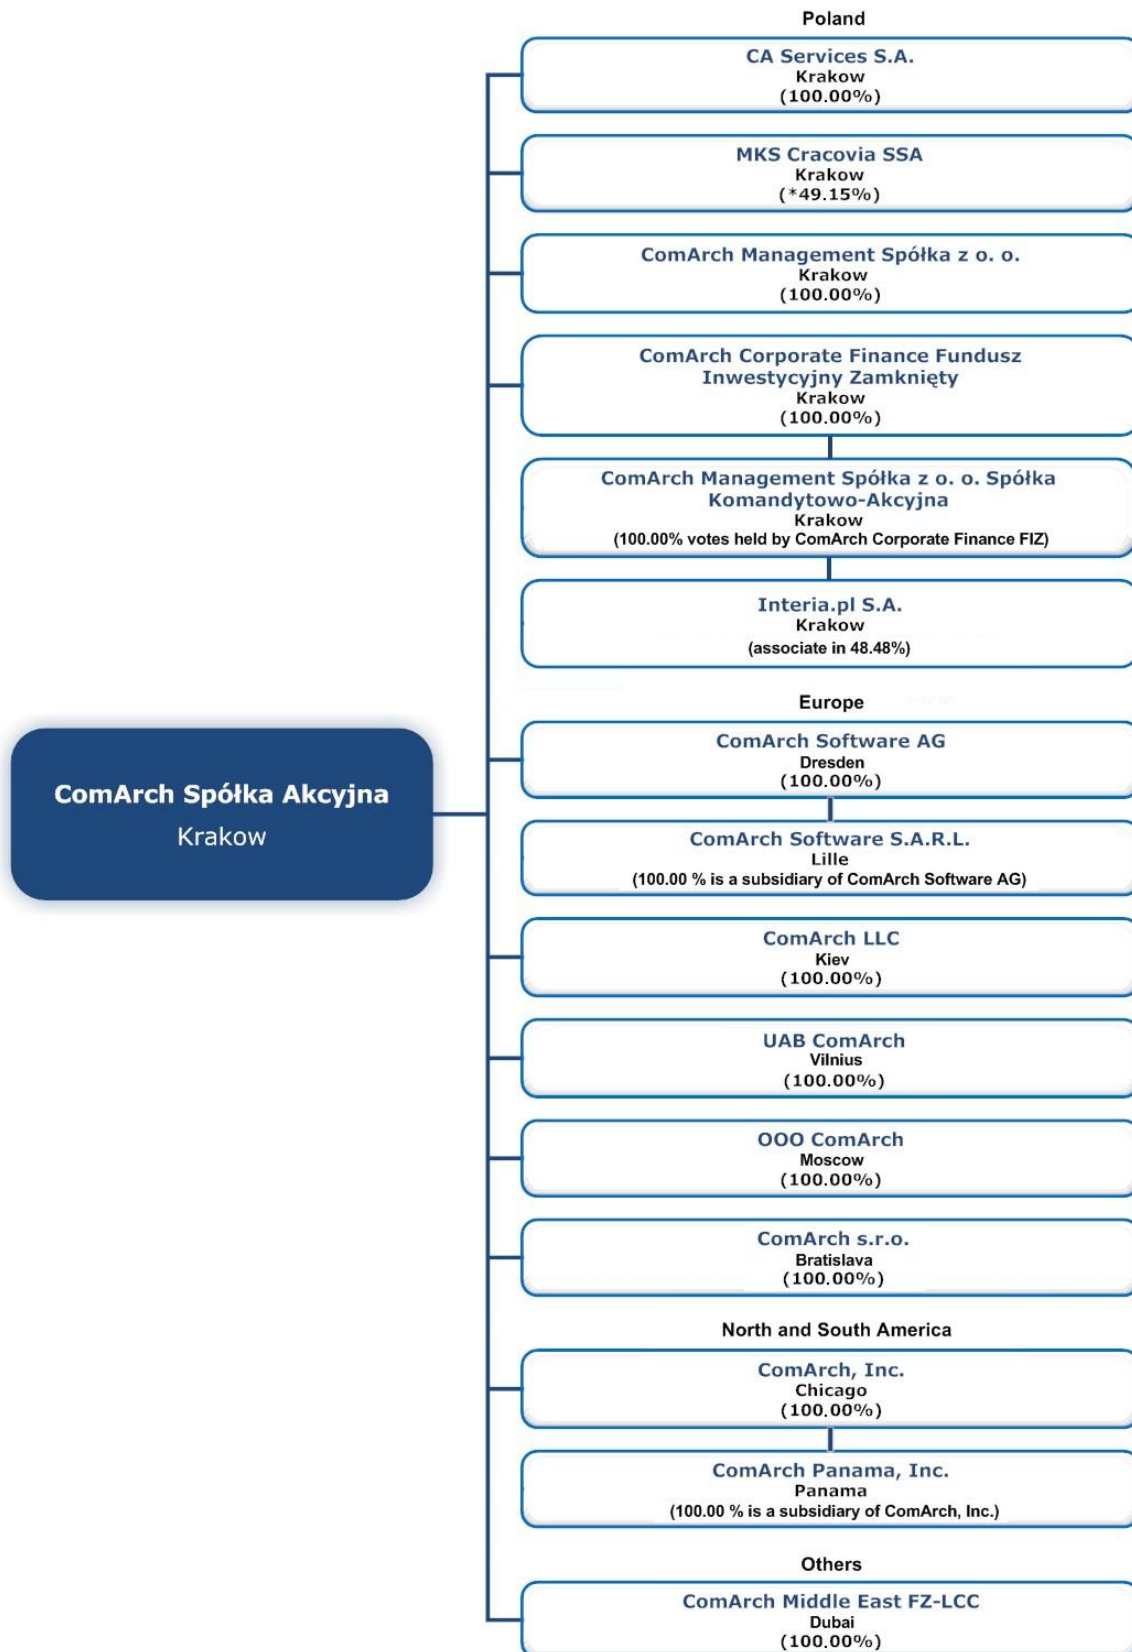 Poland
CA Services S.A.
Krakow
(100.00%)
MKS Cracovia SSA
Krakow
(*49.15%)
ComArch Management Spółka z o. o.
Krakow
(100.00%)
ComArch Corporate Finance Fundusz
Inwestycyjny Zamknięty
Krakow
(100.00%)
ComArch Management Spółka z o. o. Spółka
Komandytowo-Akcyjna
Krakow
(100.00% votes held by ComArch Corporate Finance FIZ)
Interia.pl S.A.
Krakow
(associate in 48.48%)
ComArch Spółka Akcyjna
Krakow
Europe
ComArch Software AG
Dresden
(100.00%)
ComArch Software S.A.R.L.
Lille
(100.00 % is a subsidiary of ComArch Software AG)
ComArch LLC
Kiev
(100.00%)
UAB ComArch
Vilnius
(100.00%)
OOO ComArch
Moscow
(100.00%)
ComArch s.r.o.
Bratislava
(100.00%)
North and South America
ComArch, Inc.
Chicago
(100.00%)
ComArch Panama, Inc.
Panama
(100.00 % is a subsidiary of ComArch, Inc.)
Others
ComArch Middle East FZ-LCC
Dubai
(100.00%)